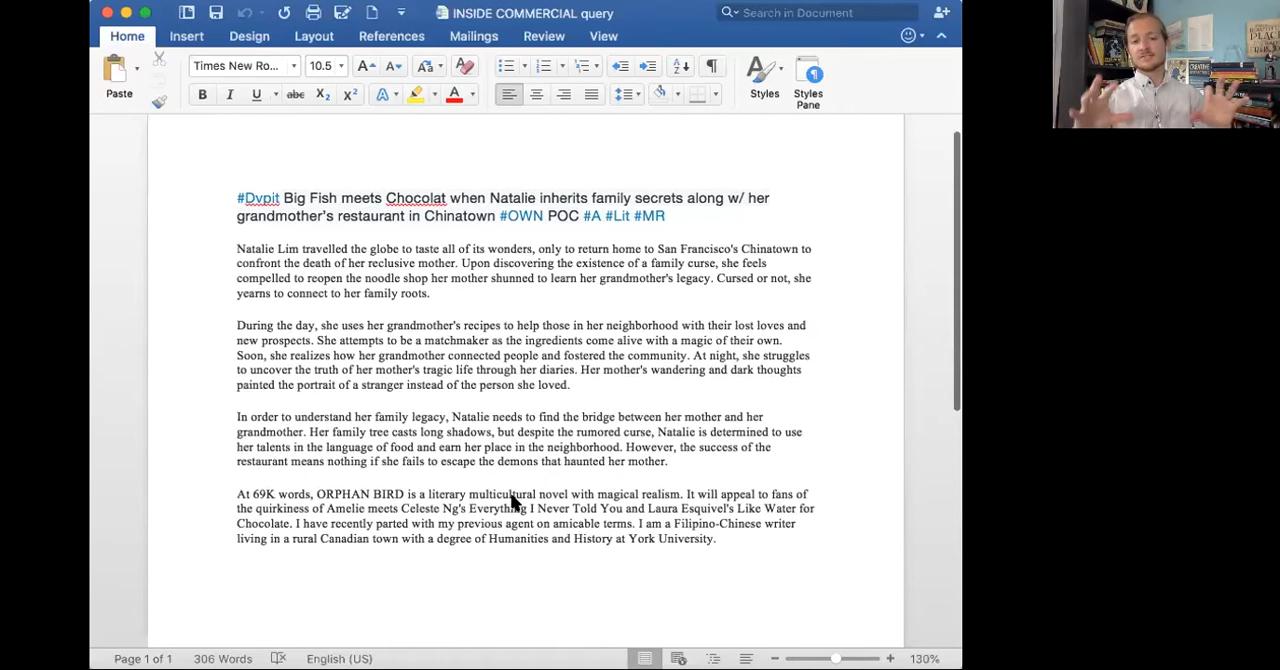 INSIDE COMMERCIAL query
Search in Document
Home Insert Design Layout References Mailings Review View
Times New Ro... 10.5
Paste
Styles
Styles Pane
#Dvpit Big Fish meets Chocolat when Natalie inherits family secrets along w/ her
grandmother's restaurant in Chinatown #OWN POC #A #Lit #MR
Natalie Lim travelled the globe to taste all of its wonders, only to return home to San Francisco's Chinatown to
confront the death of her reclusive mother. Upon discovering the existence of a family curse, she feels
compelled to reopen the noodle shop her mother shunned to learn her grandmother's legacy. Cursed or not, she
yearns to connect to her family roots.
During the day, she uses her grandmother's recipes to help those in her neighborhood with their lost loves and
new prospects. She attempts to be a matchmaker as the ingredients come alive with a magic of their own.
Soon, she realizes how her grandmother connected people and fostered the community. At night, she struggles
to uncover the truth of her mother's tragic life through her diaries. Her mother's wandering and dark thoughts
painted the portrait of a stranger instead of the person she loved.
In order to understand her family legacy, Natalie needs to find the bridge between her mother and her
grandmother. Her family tree casts long shadows, but despite the rumored curse, Natalie is determined to use
her talents in the language of food and earn her place in the neighborhood. However, the success of the
restaurant means nothing if she fails to escape the demons that haunted her mother.
At 69K words, ORPHAN BIRD is a literary multicultural novel with magical realism. It will appeal to fans of
the quirkiness of Amelie meets Celeste Ng's Everything I Never Told You and Laura Esquivel's Like Water for
Chocolate. I have recently parted with my previous agent on amicable terms. I am a Filipino-Chinese writer
living in a rural Canadian town with a degree of Humanities and History at York University.
Page 1 of 1 306 Words English (US) 130%